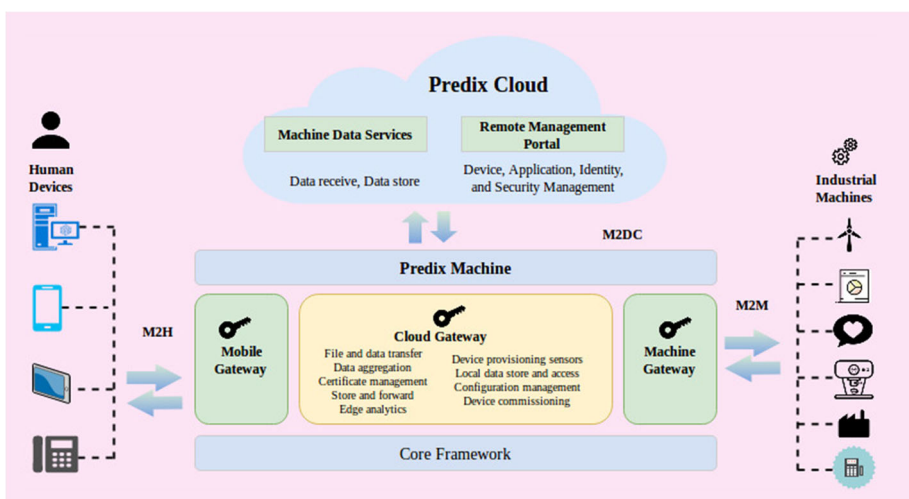 Predix Cloud
Machine Data Services
Remote Management
Portal
Data receive, Data store
Device, Application, Identity,
and Security Management
Human
Devices
Industrial
Machines
M2DC
Predix Machine
M2H
M2M
Mobile
Gateway
Cloud Gateway
File and data transfer
Data aggregation
Certificate management
Store and forward
Edge analytics
Device provisioning sensors
Local data store and access
Configuration management
Device commissioning
Machine
Gateway
Core Framework